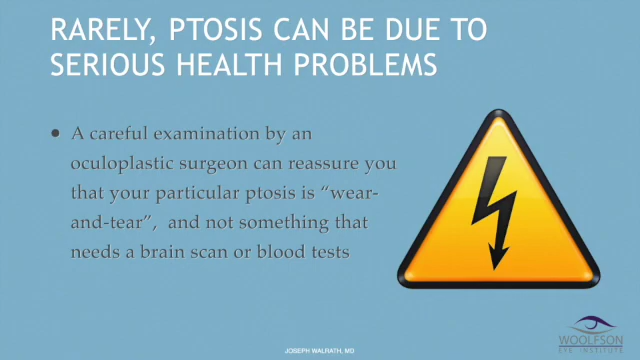 RARELY, PTOSIS CAN BE DUE TO
SERIOUS HEALTH PROBLEMS
• A careful examination by an
oculoplastic surgeon can reassure you
that your particular ptosis is “wear-
and-tear”, and not something that
needs a brain scan or blood tests
WOOLFSON
EYE INSTITUTE
JOSEPH WALRATH, MD